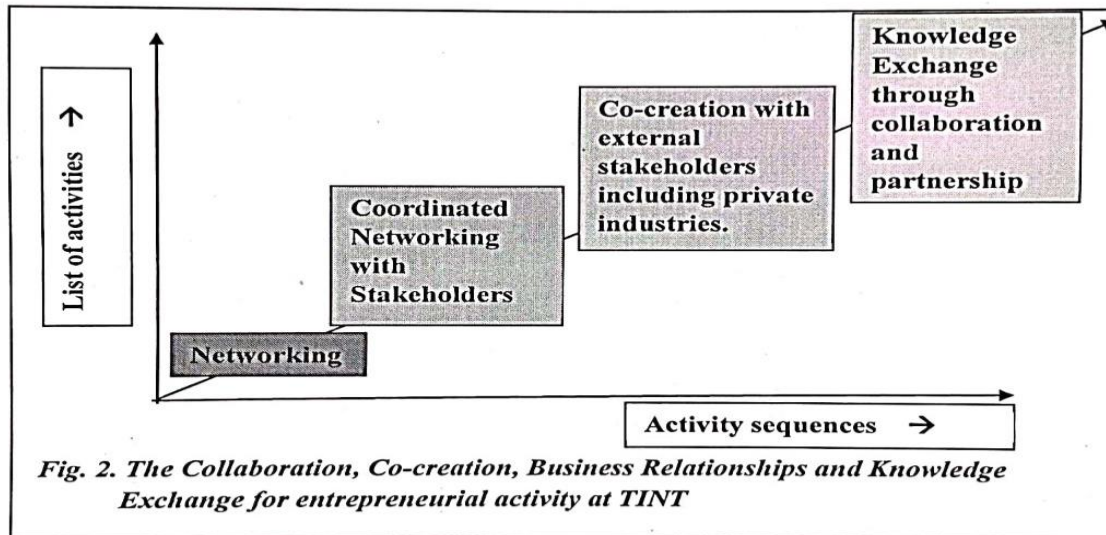 Knowledge
Exchange
through
collaboration
and
partnership
Co-creation with
external
stakeholders
including private
industries.
Coordinated
Networking
with
Stakeholders
Networking
List of activities →
Activity sequences →
Fig. 2. The Collaboration, Co-creation, Business Relationships and Knowledge
Exchange for entrepreneurial activity at TINT